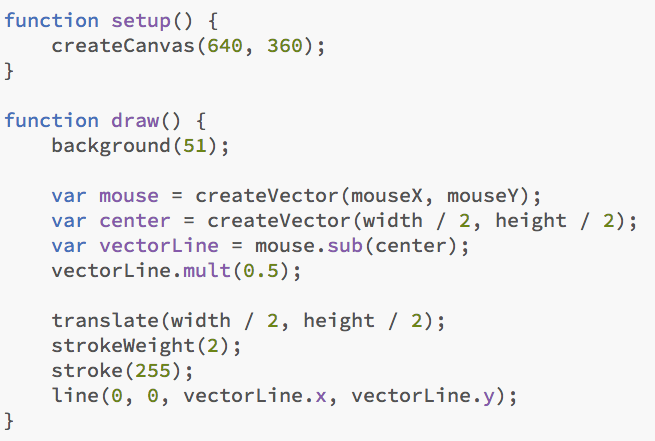 function setup() {
    createCanvas(640, 360);
}

function draw() {
    background(51);

    var mouse = createVector(mouseX, mouseY);
    var center = createVector(width / 2, height / 2);
    var vectorLine = mouse.sub(center);
    vectorLine.mult(0.5);

    translate(width / 2, height / 2);
    strokeWeight(2);
    stroke(255);
    line(0, 0, vectorLine.x, vectorLine.y);
}